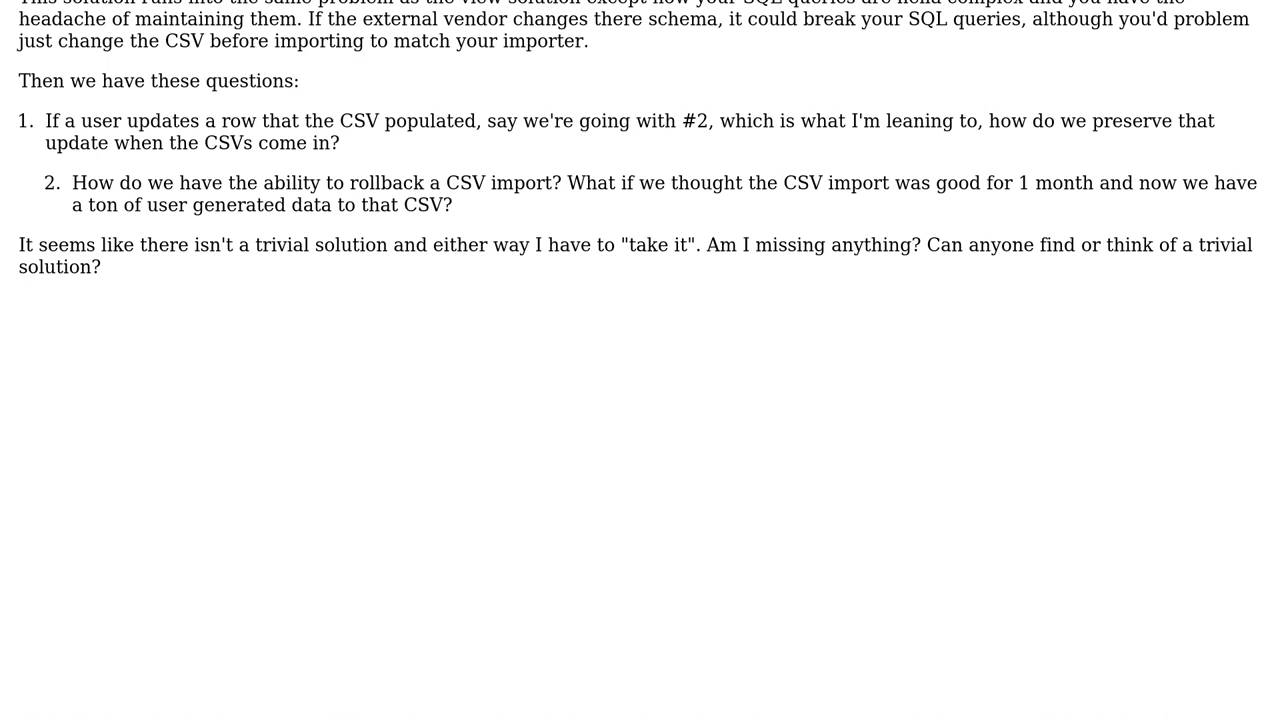 headache of maintaining them. If the external vendor changes there schema, it could break your SQL queries, although you'd problem
just change the CSV before importing to match your importer.
Then we have these questions:
1. If a user updates a row that the CSV populated, say we're going with #2, which is what I'm leaning to, how do we preserve that
update when the CSVs come in?
2. How do we have the ability to rollback a CSV import? What if we thought the CSV import was good for 1 month and now we have
a ton of user generated data to that CSV?
It seems like there isn't a trivial solution and either way I have to "take it". Am I missing anything? Can anyone find or think of a trivial
solution?